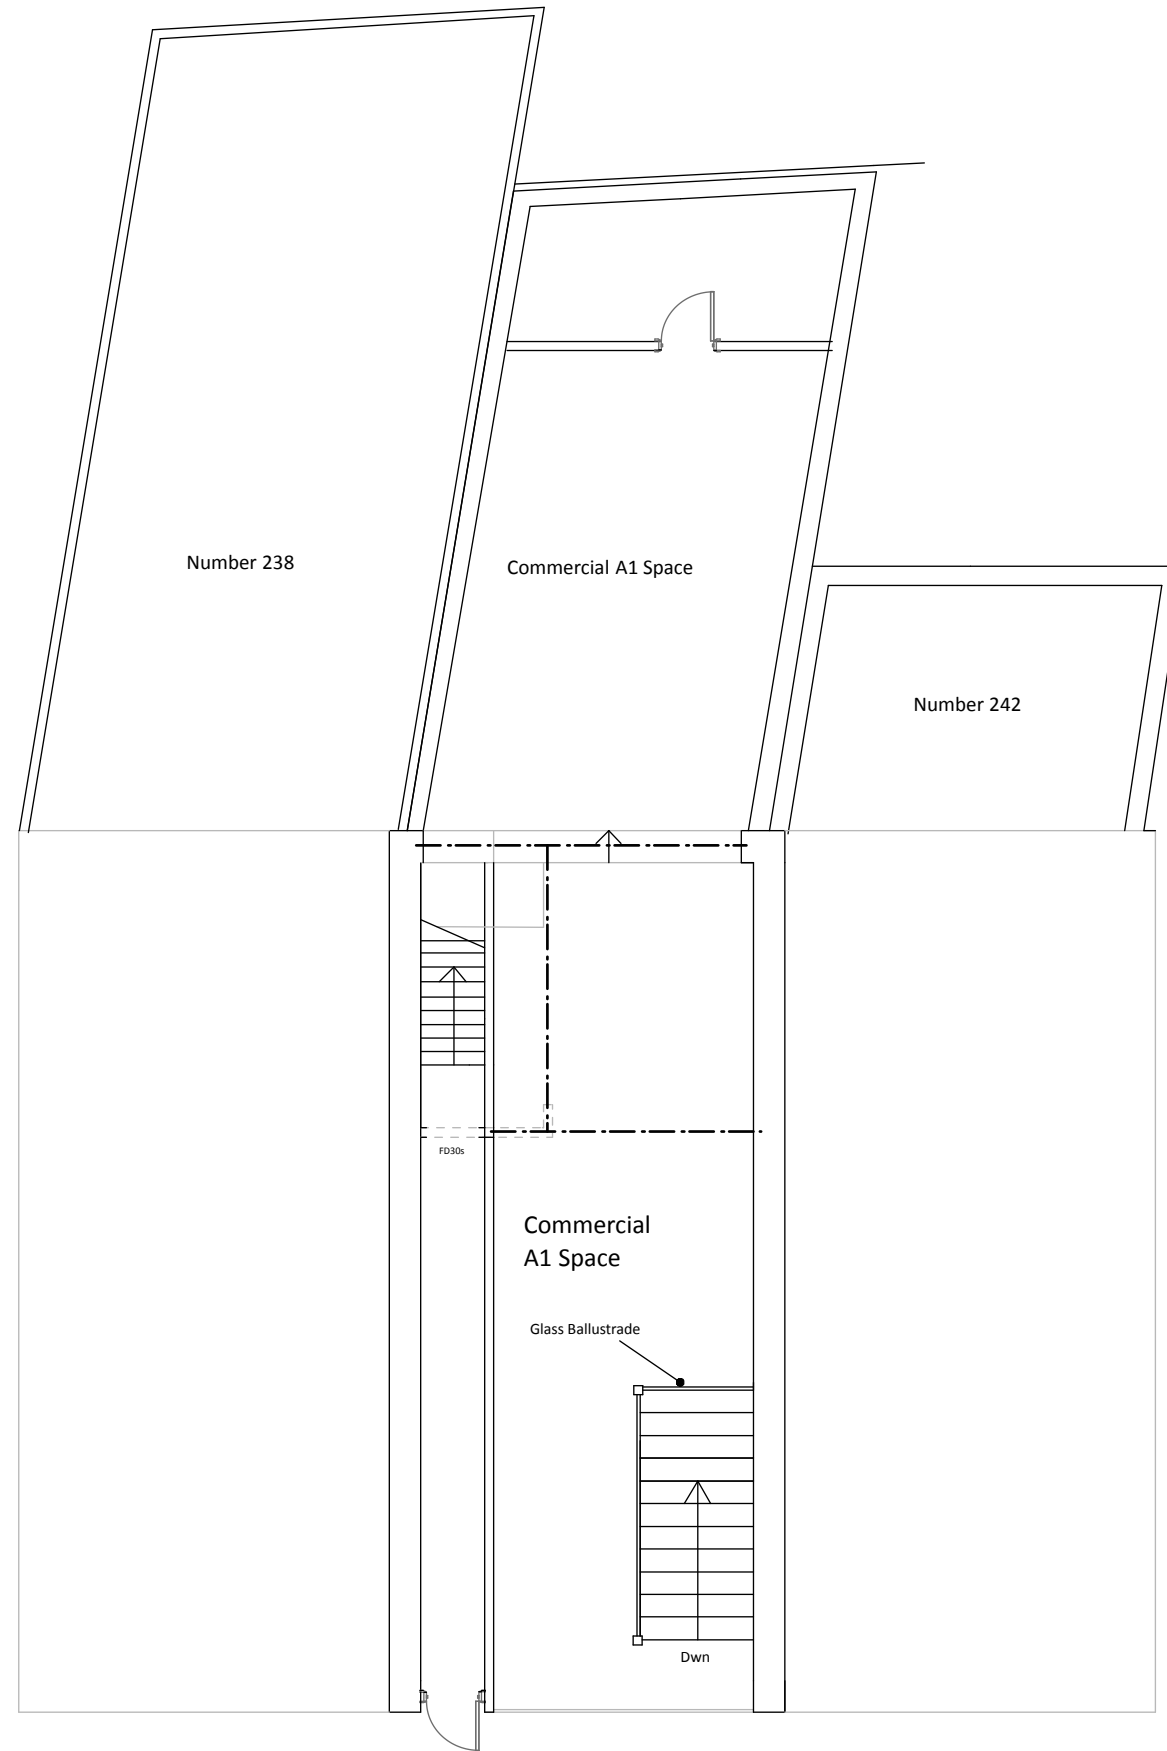 Number 238
Commercial A1 Space
Number 242
FD30s
Commercial
A1 Space
Glass Ballustrade
Dwn